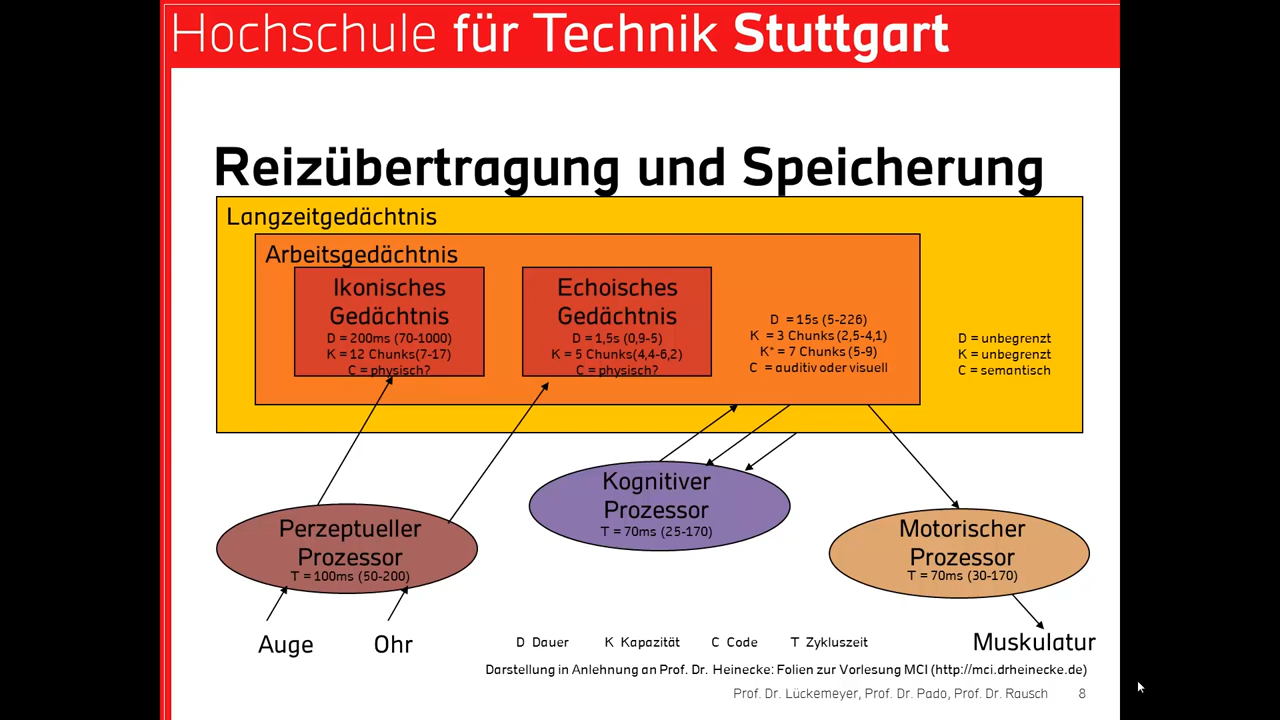 Hochschule für Technik Stuttgart
Reizübertragung und Speicherung
Langzeitgedächtnis
Arbeitsgedächtnis
Ikonisches
Gedächtnis
D = 200ms (70-1000)
K = 12 Chunks(7-17)
C = physisch?
Echoisches
Gedächtnis
D = 1,5s (0,9-5)
K = 5 Chunks(4,4-6,2)
C = physisch?
D = 15s (5-226)
K = 3 Chunks (2,5-4,1)
K* = 7 Chunks (5-9)
C = auditiv oder visuell
D = unbegrenzt
K = unbegrenzt
C = semantisch
Kognitiver
Prozessor
T = 70ms (25-170)
Perzeptueller
Prozessor
T = 100ms (50-200)
Motorischer
Prozessor
T = 70ms (30-170)
Auge
Ohr
Muskulatur
D Dauer K Kapazität C Code T Zykluszeit
Darstellung in Anlehnung an Prof. Dr. Heinecke: Folien zur Vorlesung MCI (http://mci.drheinecke.de)
Prof. Dr. Lückemeyer, Prof. Dr. Pado, Prof. Dr. Rausch 8